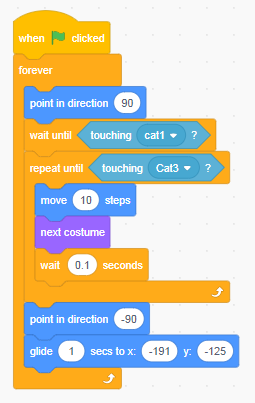 when clicked
forever
point in direction 90
wait until touching cat1 ?
repeat until touching Cat3 ?
move 10 steps
next costume
wait 0.1 seconds
point in direction -90
glide 1 secs to x: -191 y: -125